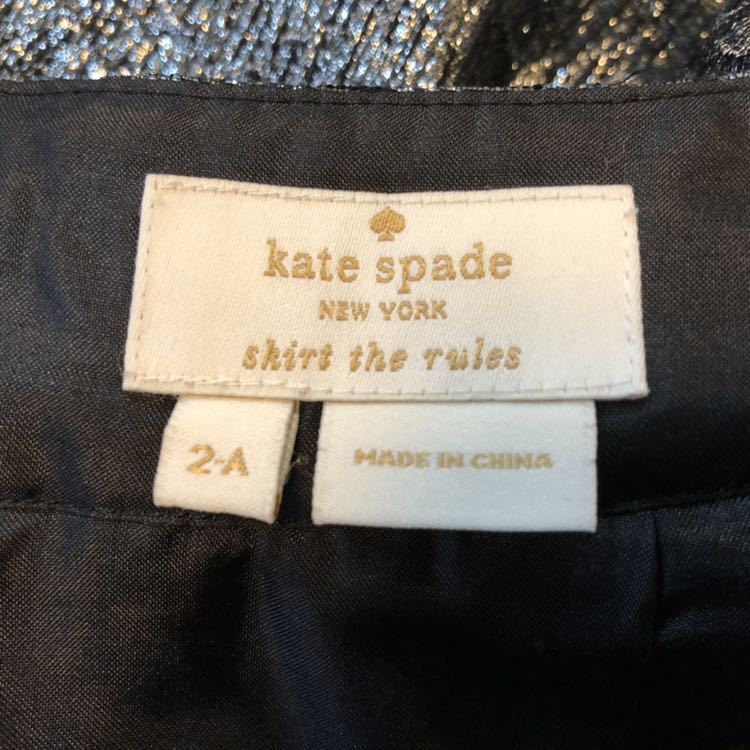 kate spade
NEW YORK
skirt the rules
2-A
MADE IN CHINA